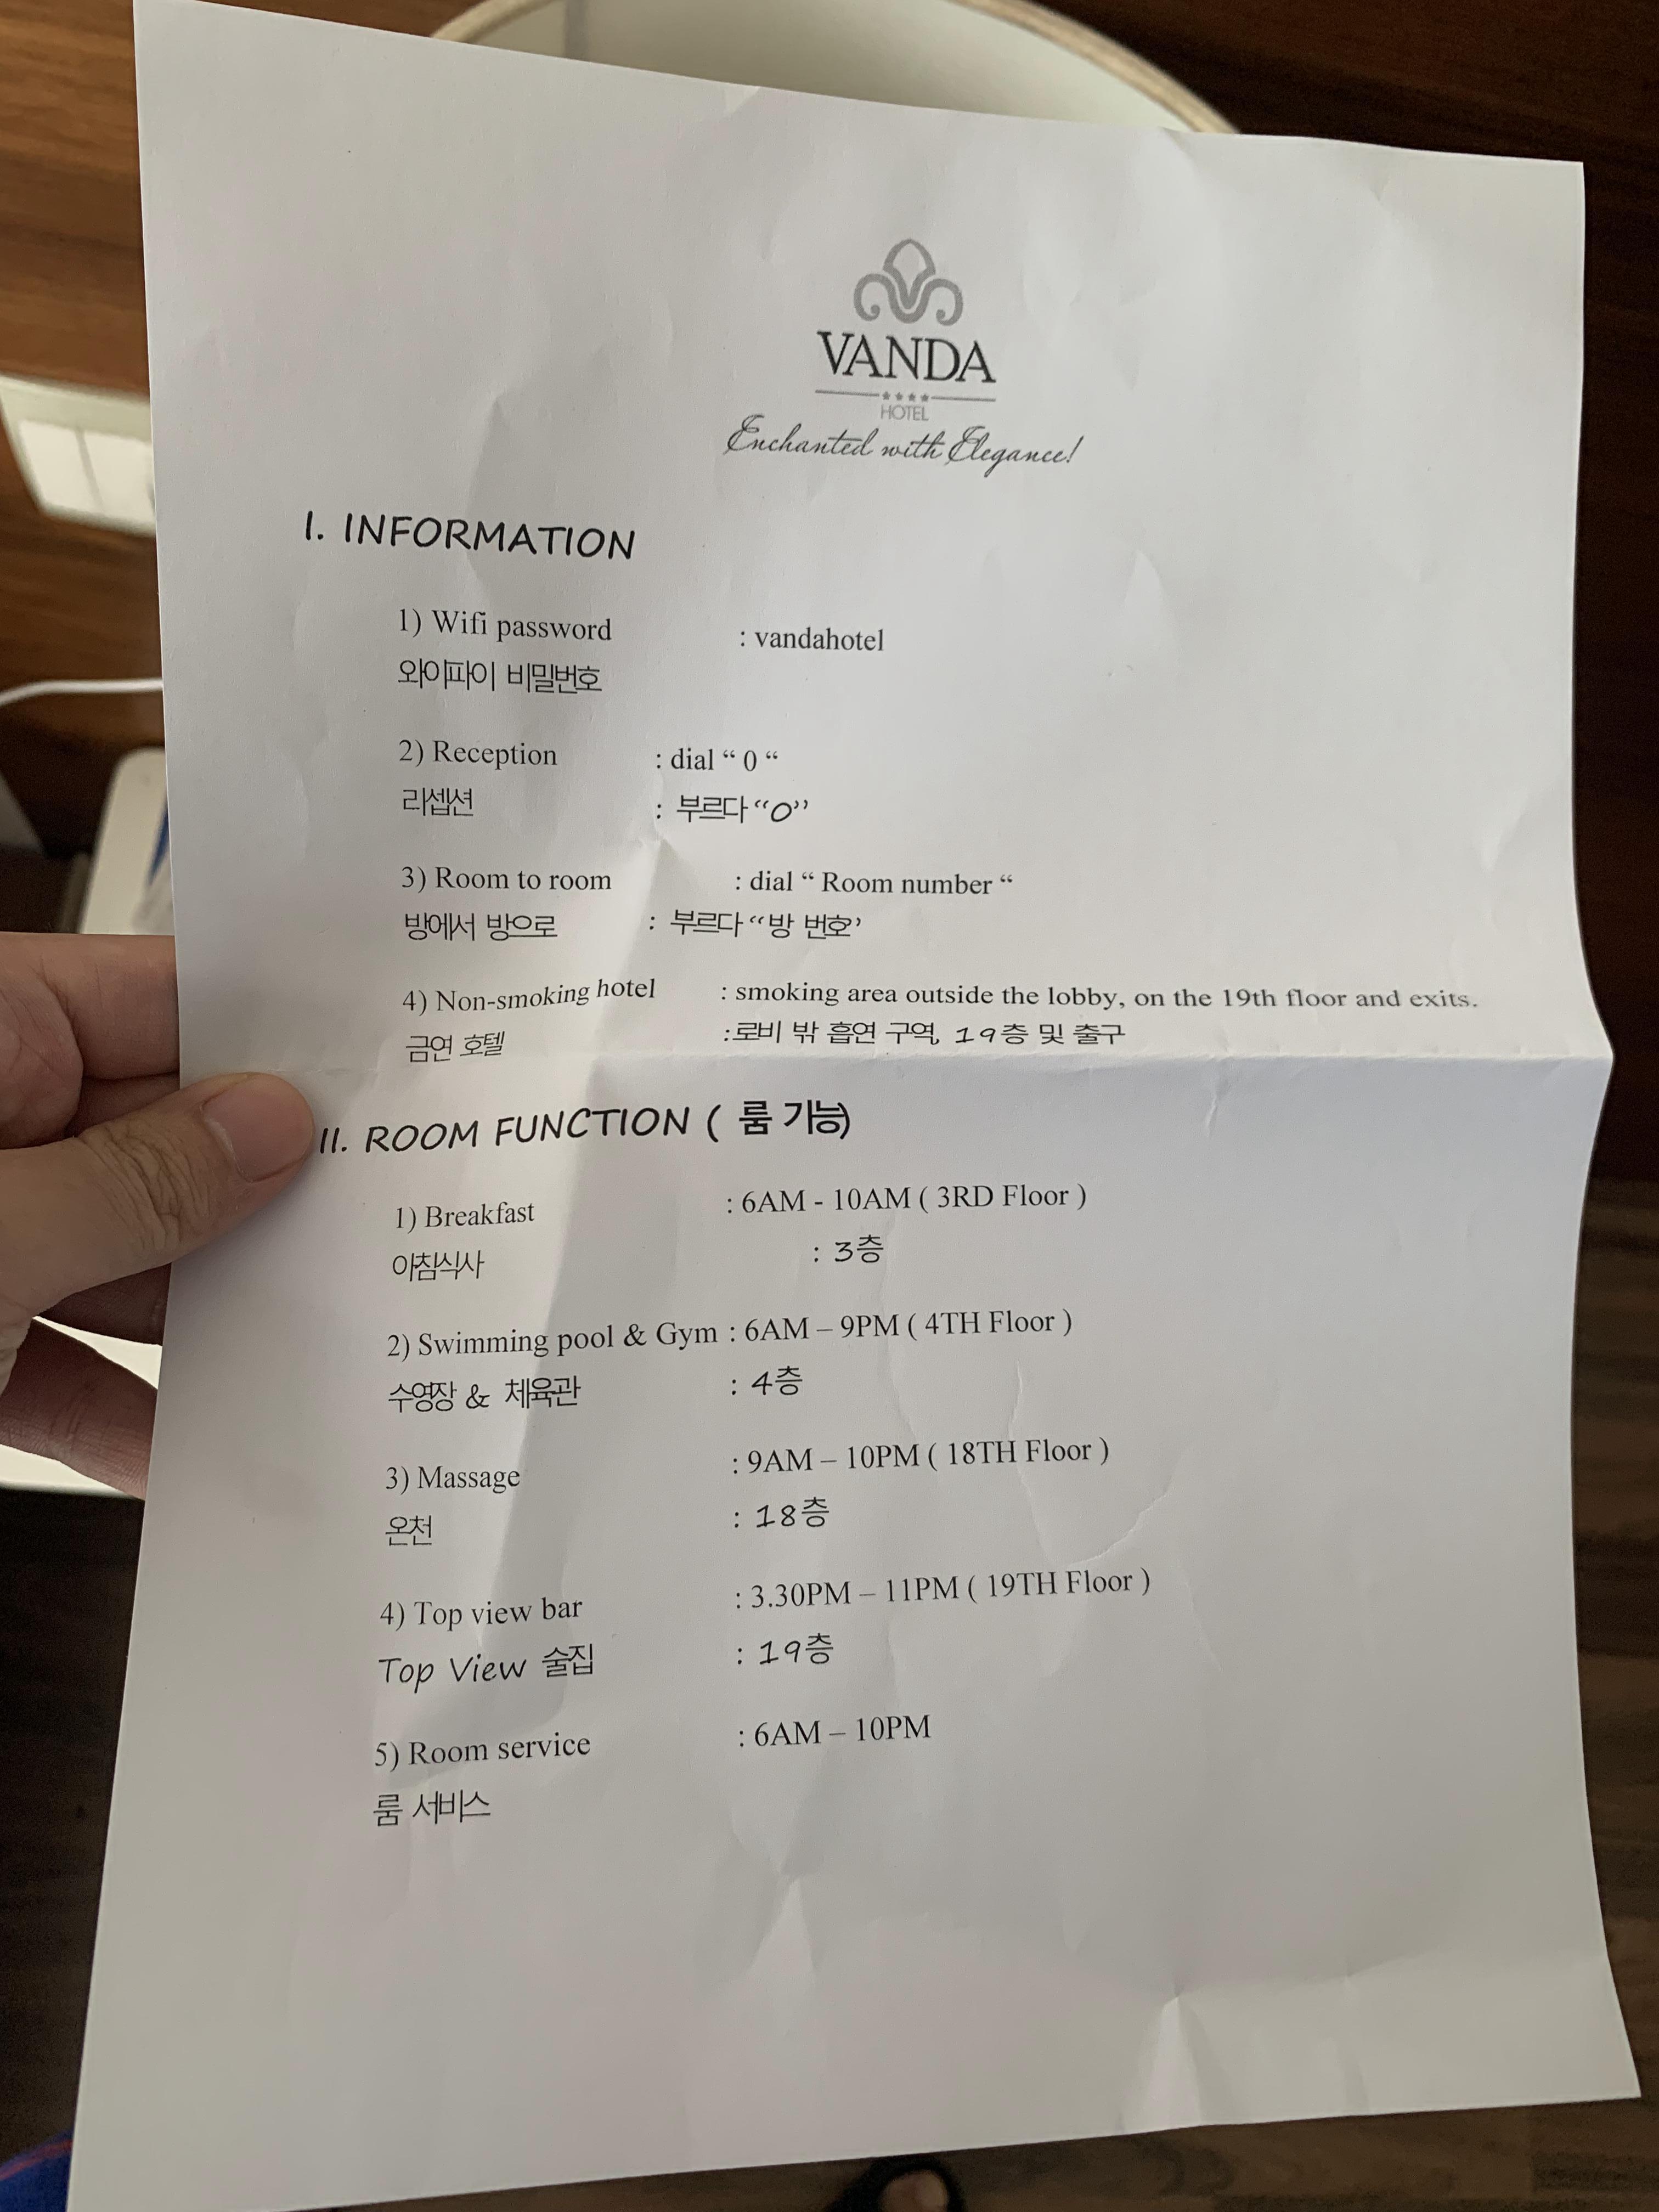 VANDA
HOTEL
Enchanted with Elegance!
I. INFORMATION
1) Wifi password : vandahotel
와이파이 비밀번호
2) Reception : dial “ 0 “
리셉션 : 부르다 “0”
3) Room to room : dial “ Room number “
방에서 방으로 : 부르다 “방 번호’
4) Non-smoking hotel : smoking area outside the lobby, on the 19th floor and exits.
금연 호텔 :로비 밖 흡연 구역, 19층 및 출구
II. ROOM FUNCTION ( 룸 기능)
1) Breakfast : 6AM - 10AM ( 3RD Floor )
아침식사 : 3층
2) Swimming pool & Gym : 6AM – 9PM ( 4TH Floor )
수영장 & 체육관 : 4층
3) Massage : 9AM – 10PM ( 18TH Floor )
온천 : 18층
4) Top view bar : 3.30PM – 11PM ( 19TH Floor )
Top View 술집 : 19층
5) Room service : 6AM – 10PM
룸 서비스